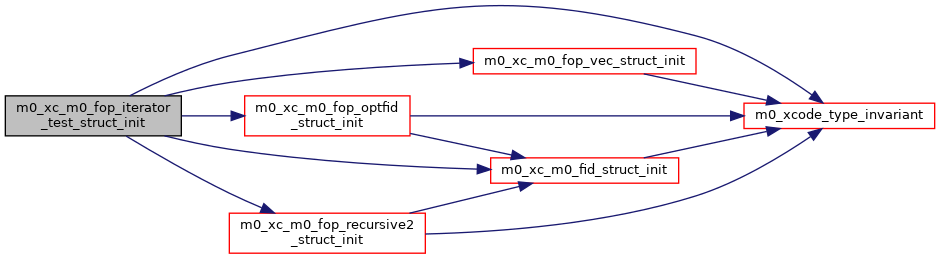 m0_xc_m0_fop_iterator
_test_struct_init
m0_xc_m0_fop_vec_struct_init
m0_xc_m0_fop_optfid
_struct_init
m0_xcode_type_invariant
m0_xc_m0_fid_struct_init
m0_xc_m0_fop_recursive2
_struct_init